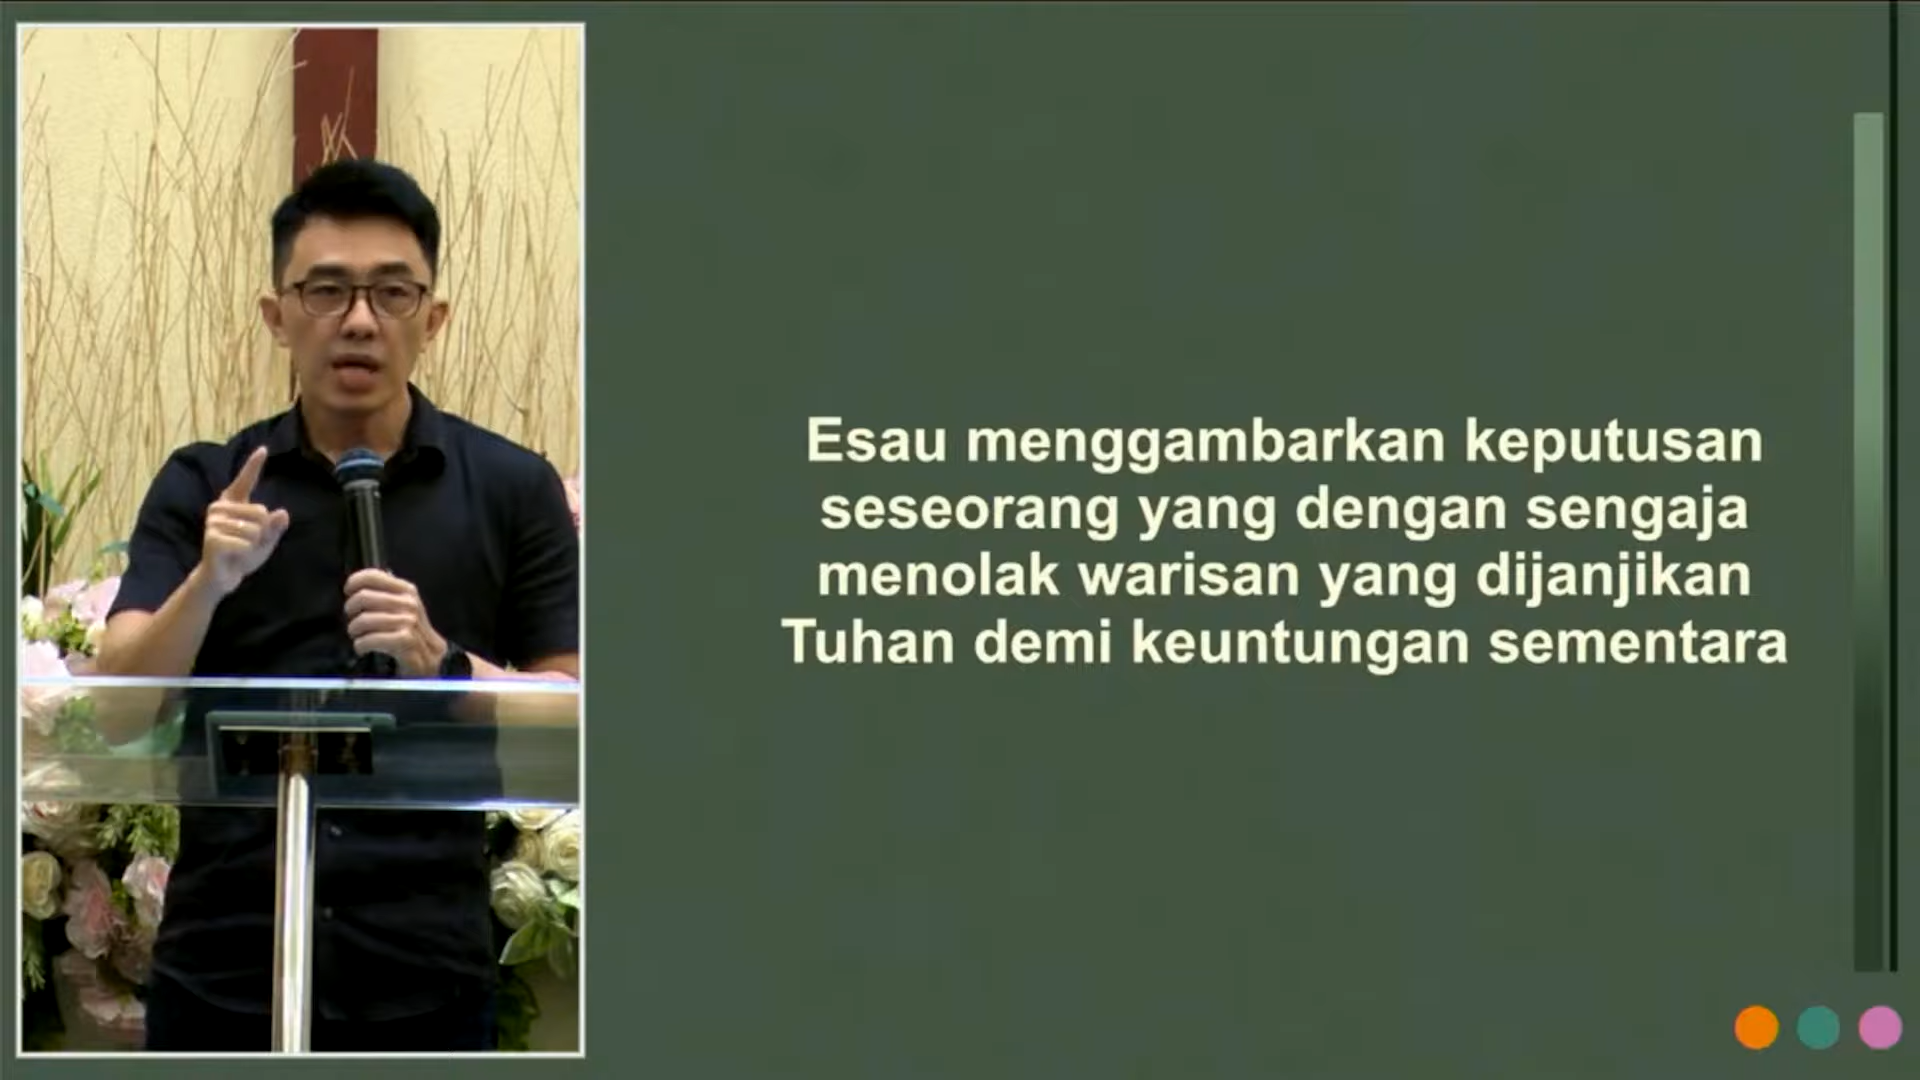 Esau menggambarkan keputusan
seseorang yang dengan sengaja
menolak warisan yang dijanjikan
Tuhan demi keuntungan sementara